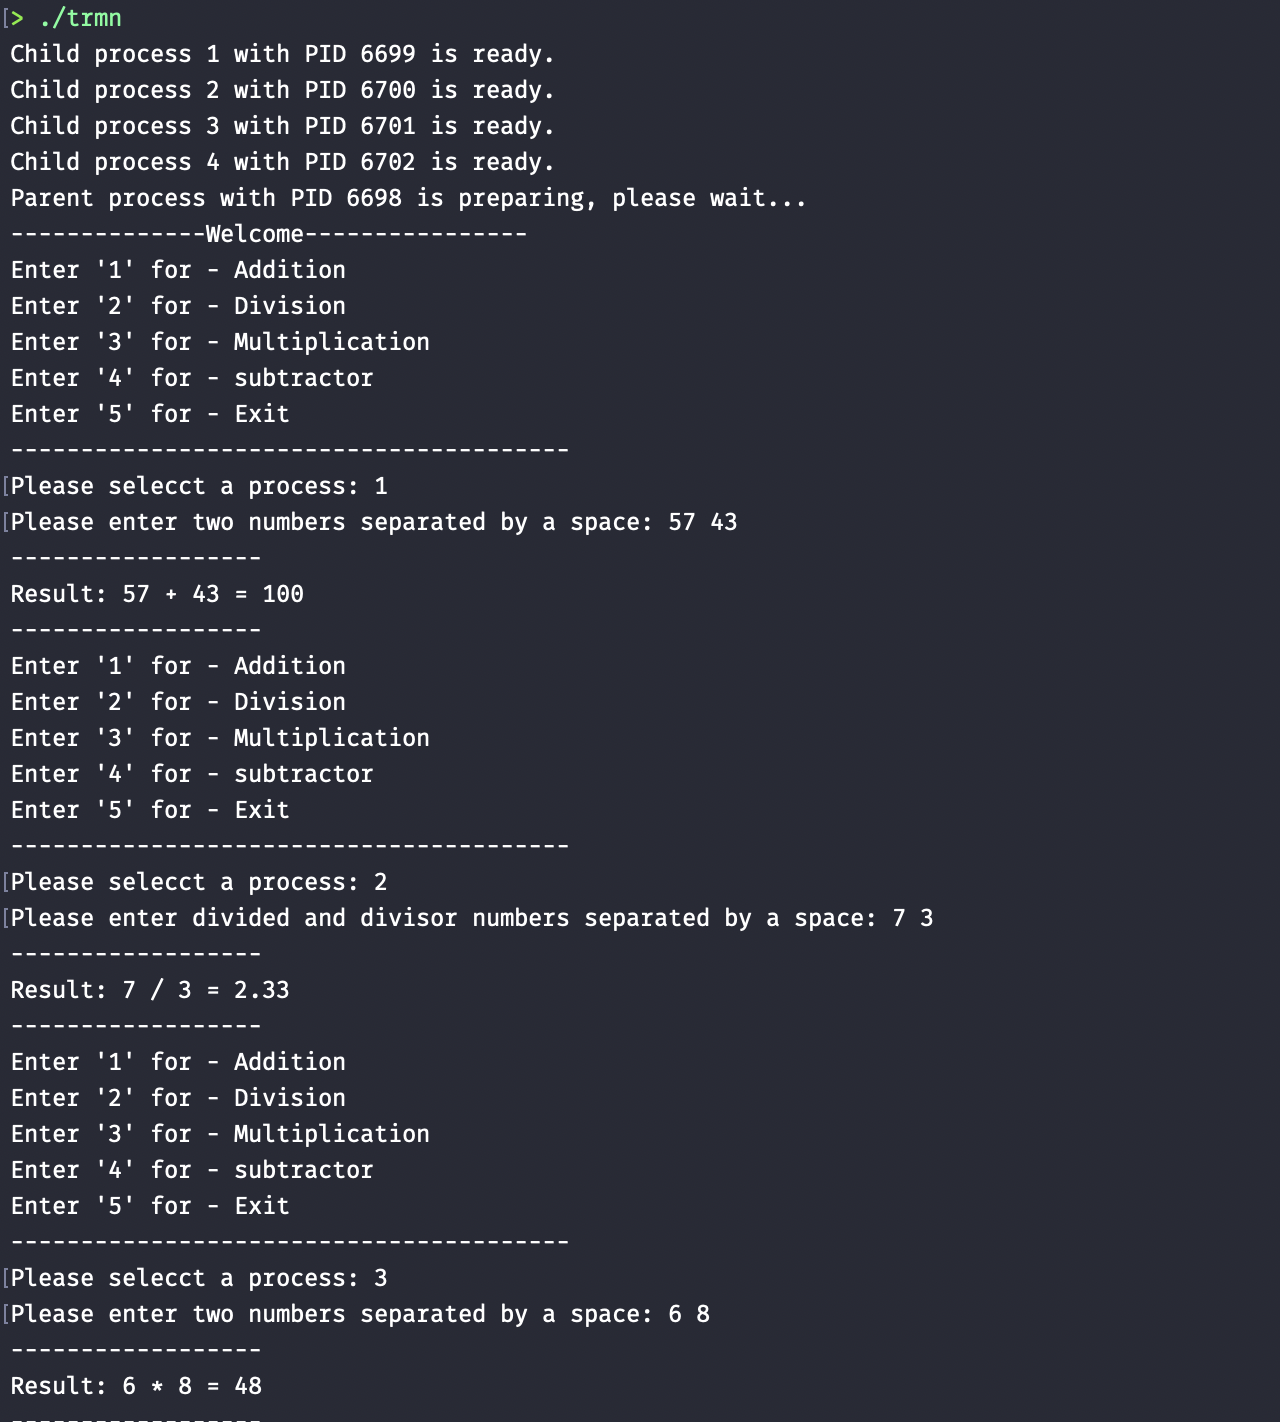 [> ./trmn
Child process 1 with PID 6699 is ready.
Child process 2 with PID 6700 is ready.
Child process 3 with PID 6701 is ready.
Child process 4 with PID 6702 is ready.
Parent process with PID 6698 is preparing, please wait...
--------------Welcome----------------
Enter '1' for - Addition
Enter '2' for - Division
Enter '3' for - Multiplication
Enter '4' for - subtractor
Enter '5' for - Exit
----------------------------------------
[Please selecct a process: 1
[Please enter two numbers separated by a space: 57 43
------------------
Result: 57 + 43 = 100
------------------
Enter '1' for - Addition
Enter '2' for - Division
Enter '3' for - Multiplication
Enter '4' for - subtractor
Enter '5' for - Exit
----------------------------------------
[Please selecct a process: 2
[Please enter divided and divisor numbers separated by a space: 7 3
------------------
Result: 7 / 3 = 2.33
------------------
Enter '1' for - Addition
Enter '2' for - Division
Enter '3' for - Multiplication
Enter '4' for - subtractor
Enter '5' for - Exit
----------------------------------------
[Please selecct a process: 3
[Please enter two numbers separated by a space: 6 8
------------------
Result: 6 * 8 = 48
------------------